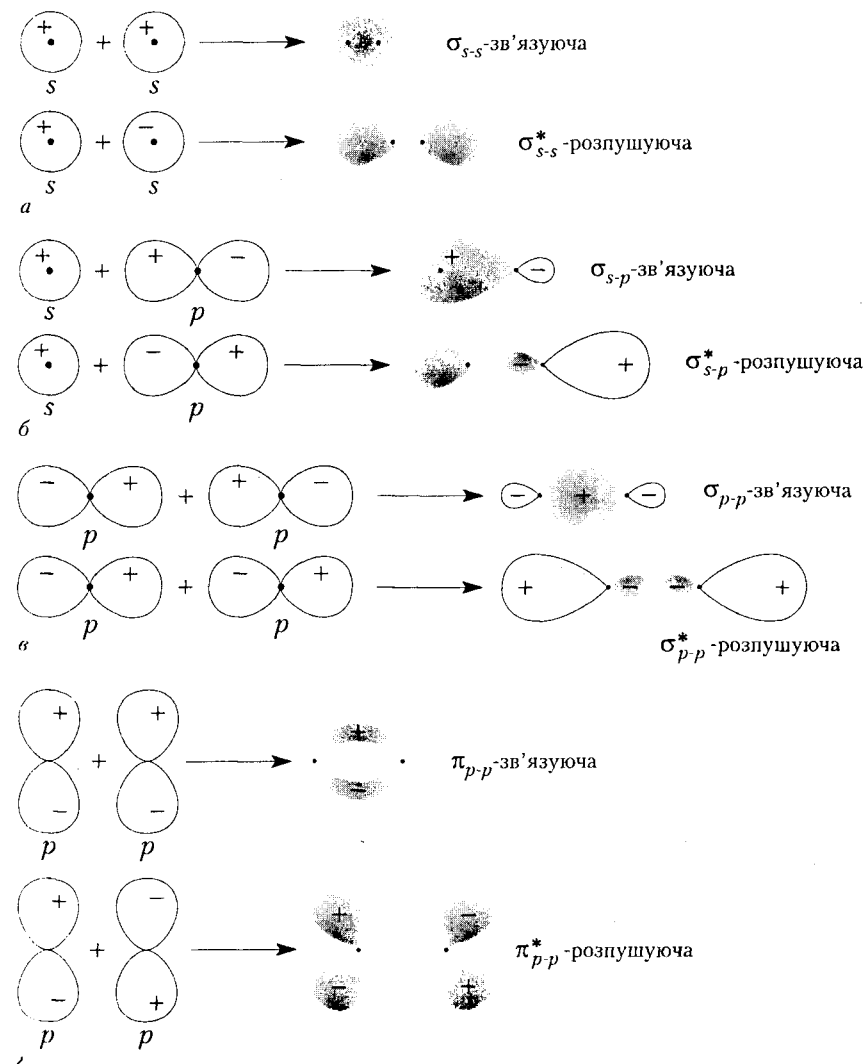 + + + σs-s-зв'язуюча
s s
+ + − σ*s-s-розпушуюча
s s
а
+ + + − + − σs-p-зв'язуюча
s p
+ + − + − + σ*s-p-розпушуюча
s p
б
− + + + − − + − σp-p-зв'язуюча
p p
− + + − + + − − +
p p
в σ*p-p-розпушуюча
+ +
+ + πp-p-зв'язуюча
− − −
p p
+ − + −
+ π*p-p-розпушуюча
− + − +
p p